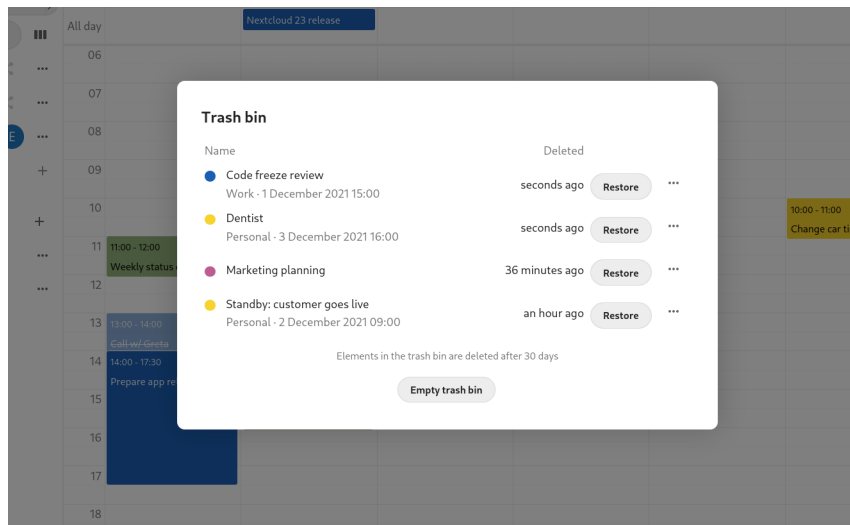 Nextcloud 23 release
All day
06
07
08
E
09
10
10:00 - 11:00
Change car ti
11
11:00 - 12:00
Weekly status
12
13
13:00 - 14:00
Call w/ Greta
14
14:00 - 17:30
Prepare app re
15
16
17
18
Trash bin
Name Deleted
Code freeze review
Work · 1 December 2021 15:00
seconds ago Restore
Dentist
Personal · 3 December 2021 16:00
seconds ago Restore
Marketing planning
36 minutes ago Restore
Standby: customer goes live
Personal · 2 December 2021 09:00
an hour ago Restore
Elements in the trash bin are deleted after 30 days
Empty trash bin